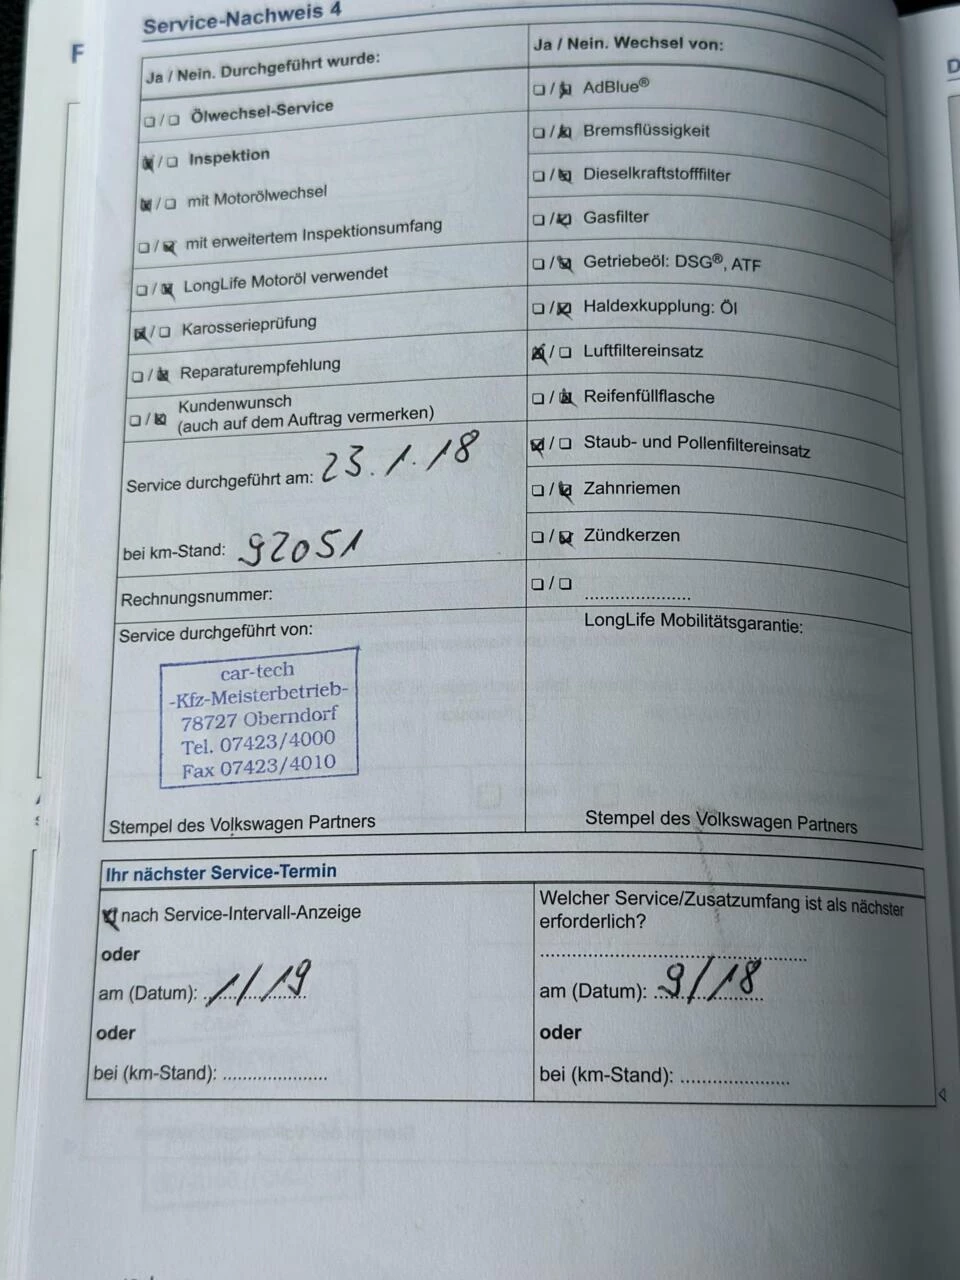 Service-Nachweis 4
Ja / Nein. Durchgeführt wurde:
☐/☐ Ölwechsel-Service
☒/☐ Inspektion
☒/☐ mit Motorölwechsel
☐/☒ mit erweitertem Inspektionsumfang
☐/☒ LongLife Motoröl verwendet
☒/☐ Karosserieprüfung
☐/☒ Reparaturempfehlung
☐/☒ Kundenwunsch
(auch auf dem Auftrag vermerken)
Service durchgeführt am: 23.1.18
bei km-Stand: 92051
Rechnungsnummer:
Service durchgeführt von:
car-tech
-Kfz-Meisterbetrieb-
78727 Oberndorf
Tel. 07423/4000
Fax 07423/4010
Stempel des Volkswagen Partners
Ja / Nein. Wechsel von:
☐/☒ AdBlue®
☐/☒ Bremsflüssigkeit
☐/☒ Dieselkraftstofffilter
☐/☒ Gasfilter
☐/☒ Getriebeöl: DSG®, ATF
☐/☒ Haldexkupplung: Öl
☒/☐ Luftfiltereinsatz
☐/☒ Reifenfüllflasche
☒/☐ Staub- und Pollenfiltereinsatz
☐/☒ Zahnriemen
☐/☒ Zündkerzen
☐/☐ ......................
LongLife Mobilitätsgarantie:
Stempel des Volkswagen Partners
Ihr nächster Service-Termin
☒ nach Service-Intervall-Anzeige
oder
am (Datum): 1/19
oder
bei (km-Stand): .....................
Welcher Service/Zusatzumfang ist als nächster
erforderlich?
am (Datum): 9/18
oder
bei (km-Stand): .....................
F
D